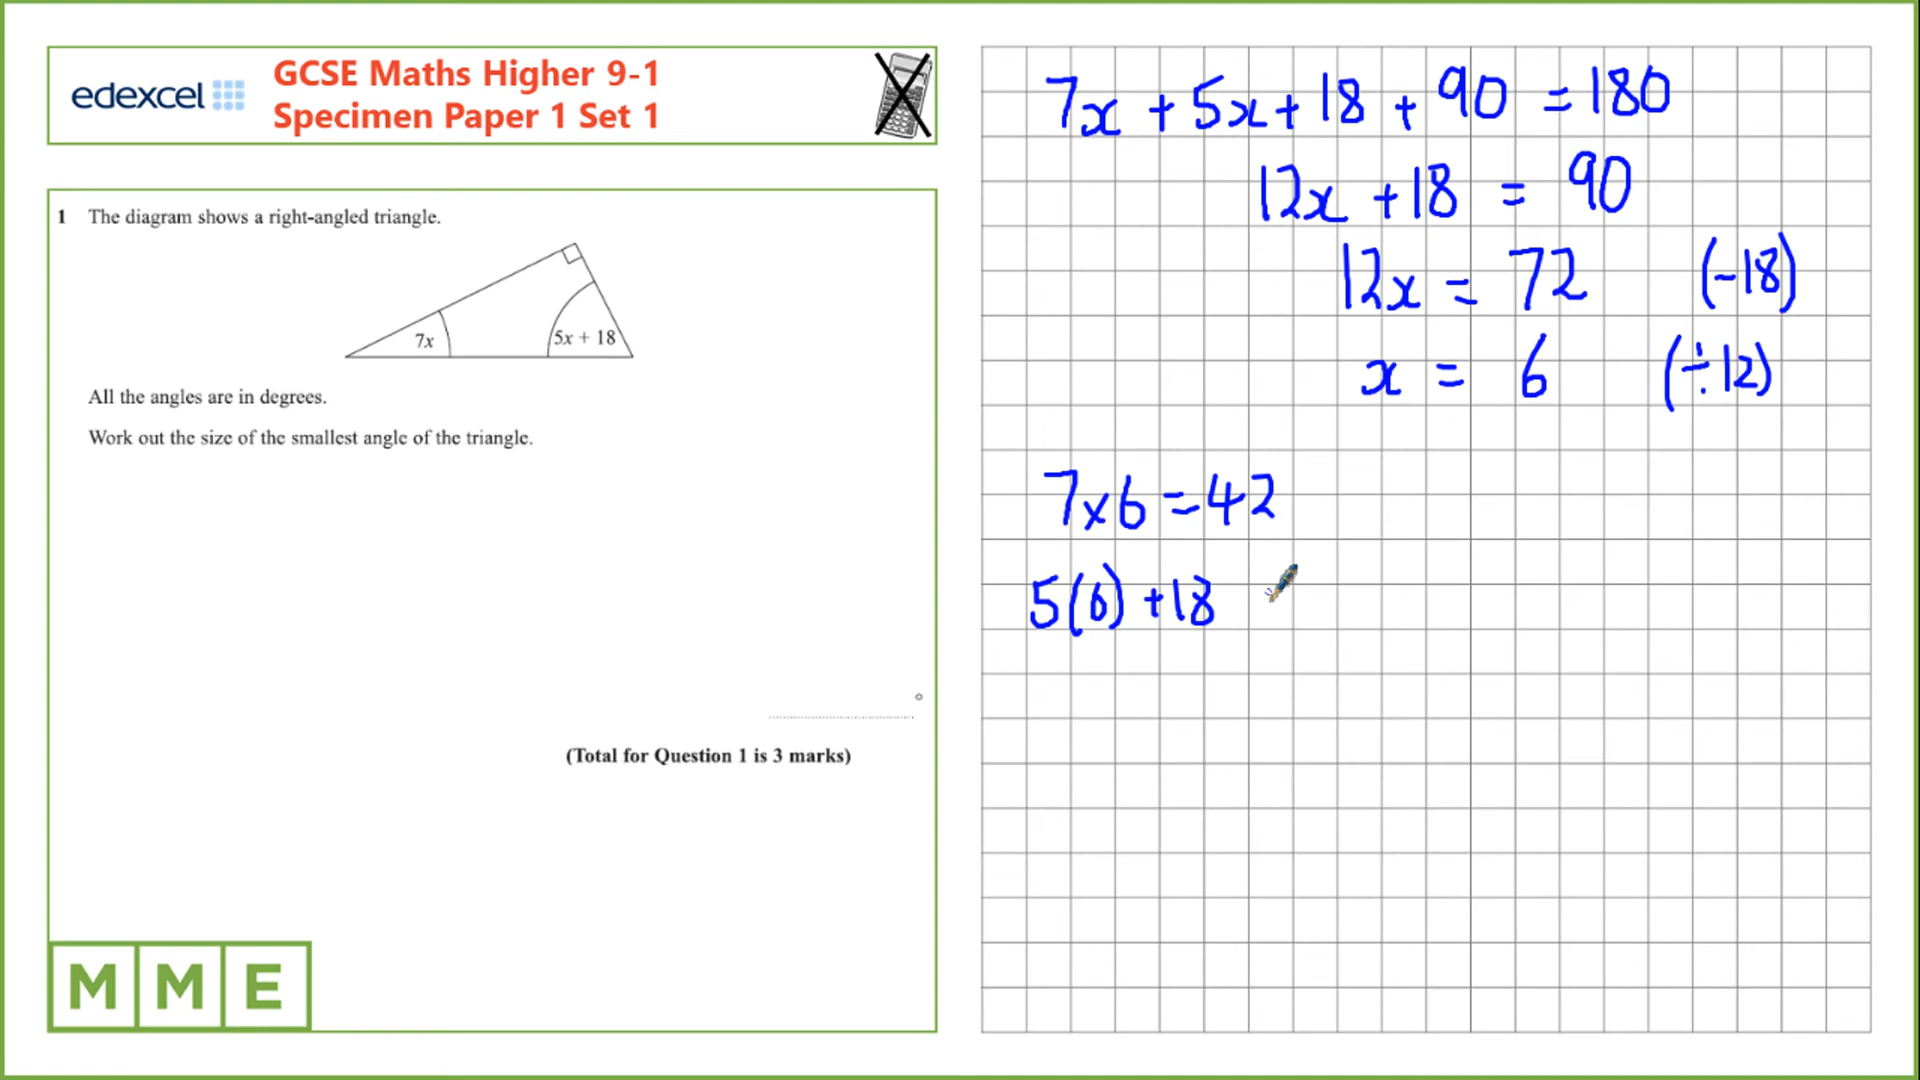 edexcel
GCSE Maths Higher 9-1
Specimen Paper 1 Set 1
1 The diagram shows a right-angled triangle.
7x
5x + 18
All the angles are in degrees.
Work out the size of the smallest angle of the triangle.
°
(Total for Question 1 is 3 marks)
MME
7x + 5x + 18 + 90 = 180
12x + 18 = 90
12x = 72 (-18)
x = 6 (÷12)
7×6 = 42
5(6) + 18